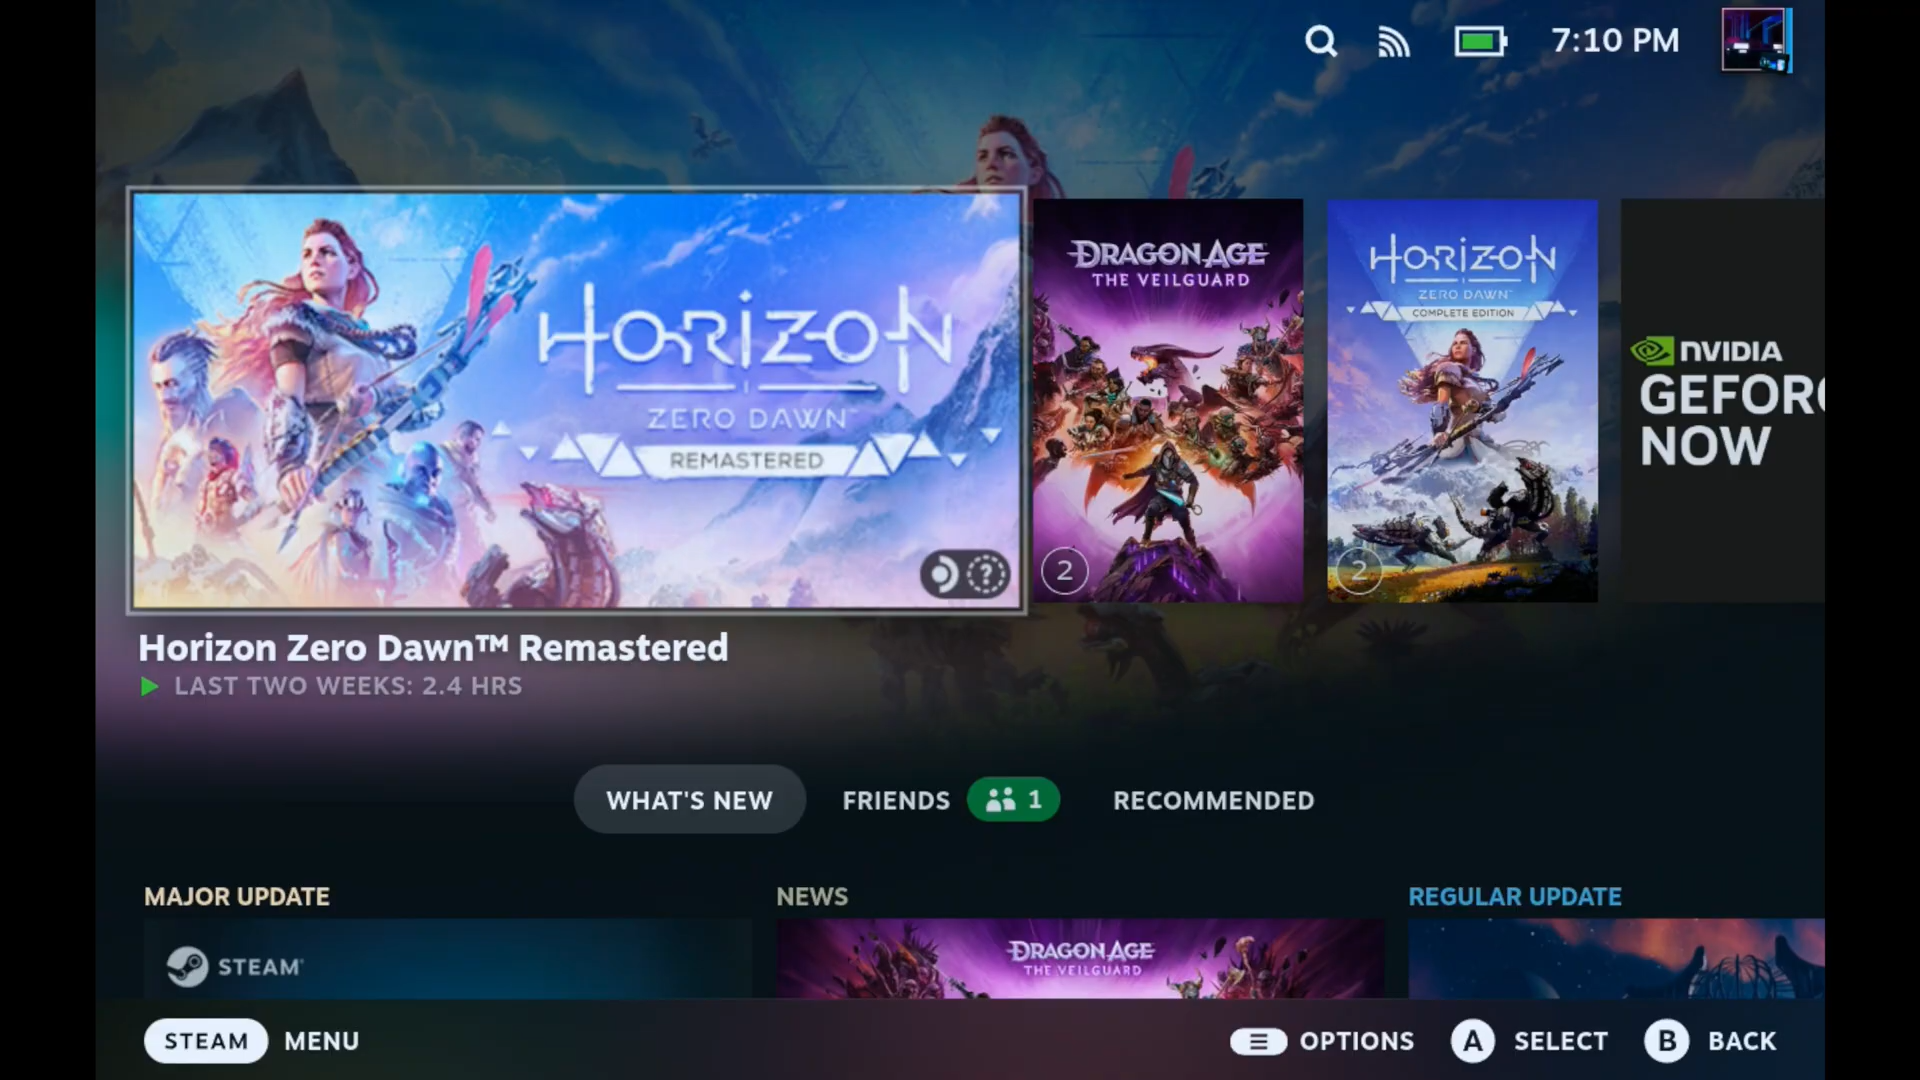 7:10 PM
HORIZON
ZERO DAWN™
REMASTERED
?
DRAGON AGE
THE VEILGUARD
2
HORIZON
ZERO DAWN™
COMPLETE EDITION
2
NVIDIA
GEFORC
NOW
Horizon Zero Dawn™ Remastered
LAST TWO WEEKS: 2.4 HRS
WHAT'S NEW
FRIENDS 1
RECOMMENDED
MAJOR UPDATE
NEWS
REGULAR UPDATE
STEAM
DRAGON AGE
THE VEILGUARD
STEAM MENU
OPTIONS
A SELECT
B BACK